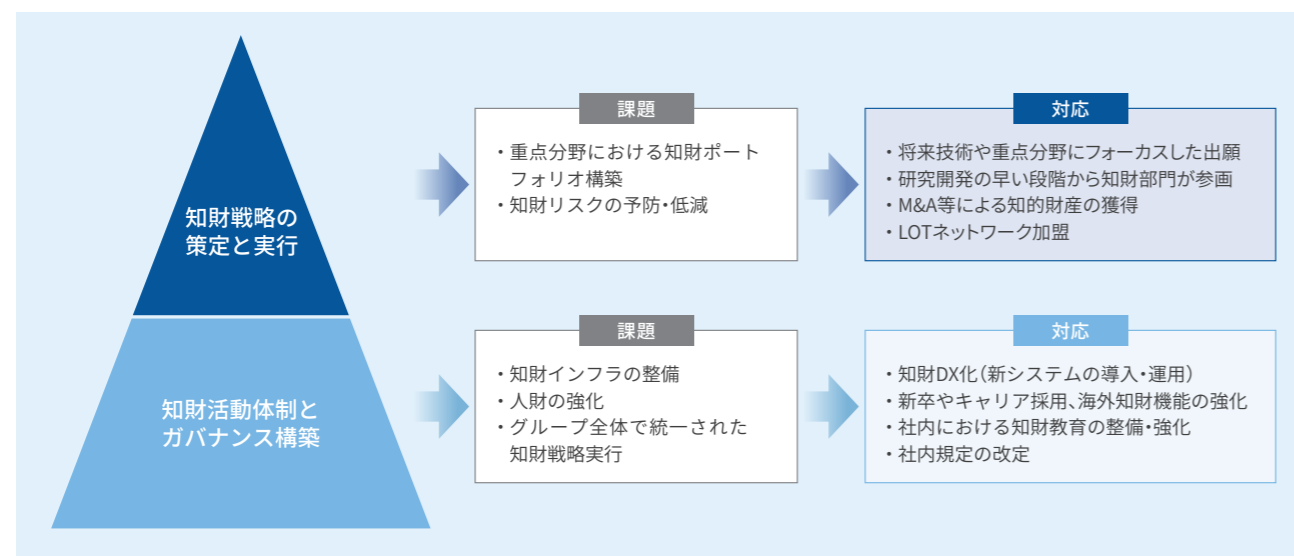 知財戦略の
策定と実行
課題
・重点分野における知財ポート
フォリオ構築
・知財リスクの予防・低減
対応
・将来技術や重点分野にフォーカスした出願
・研究開発の早い段階から知財部門が参画
・M&A等による知的財産の獲得
・LOTネットワーク加盟
知財活動体制と
ガバナンス構築
課題
・知財インフラの整備
・人財の強化
・グループ全体で統一された
知財戦略実行
対応
・知財DX化（新システムの導入・運用）
・新卒やキャリア採用、海外知財機能の強化
・社内における知財教育の整備・強化
・社内規定の改定